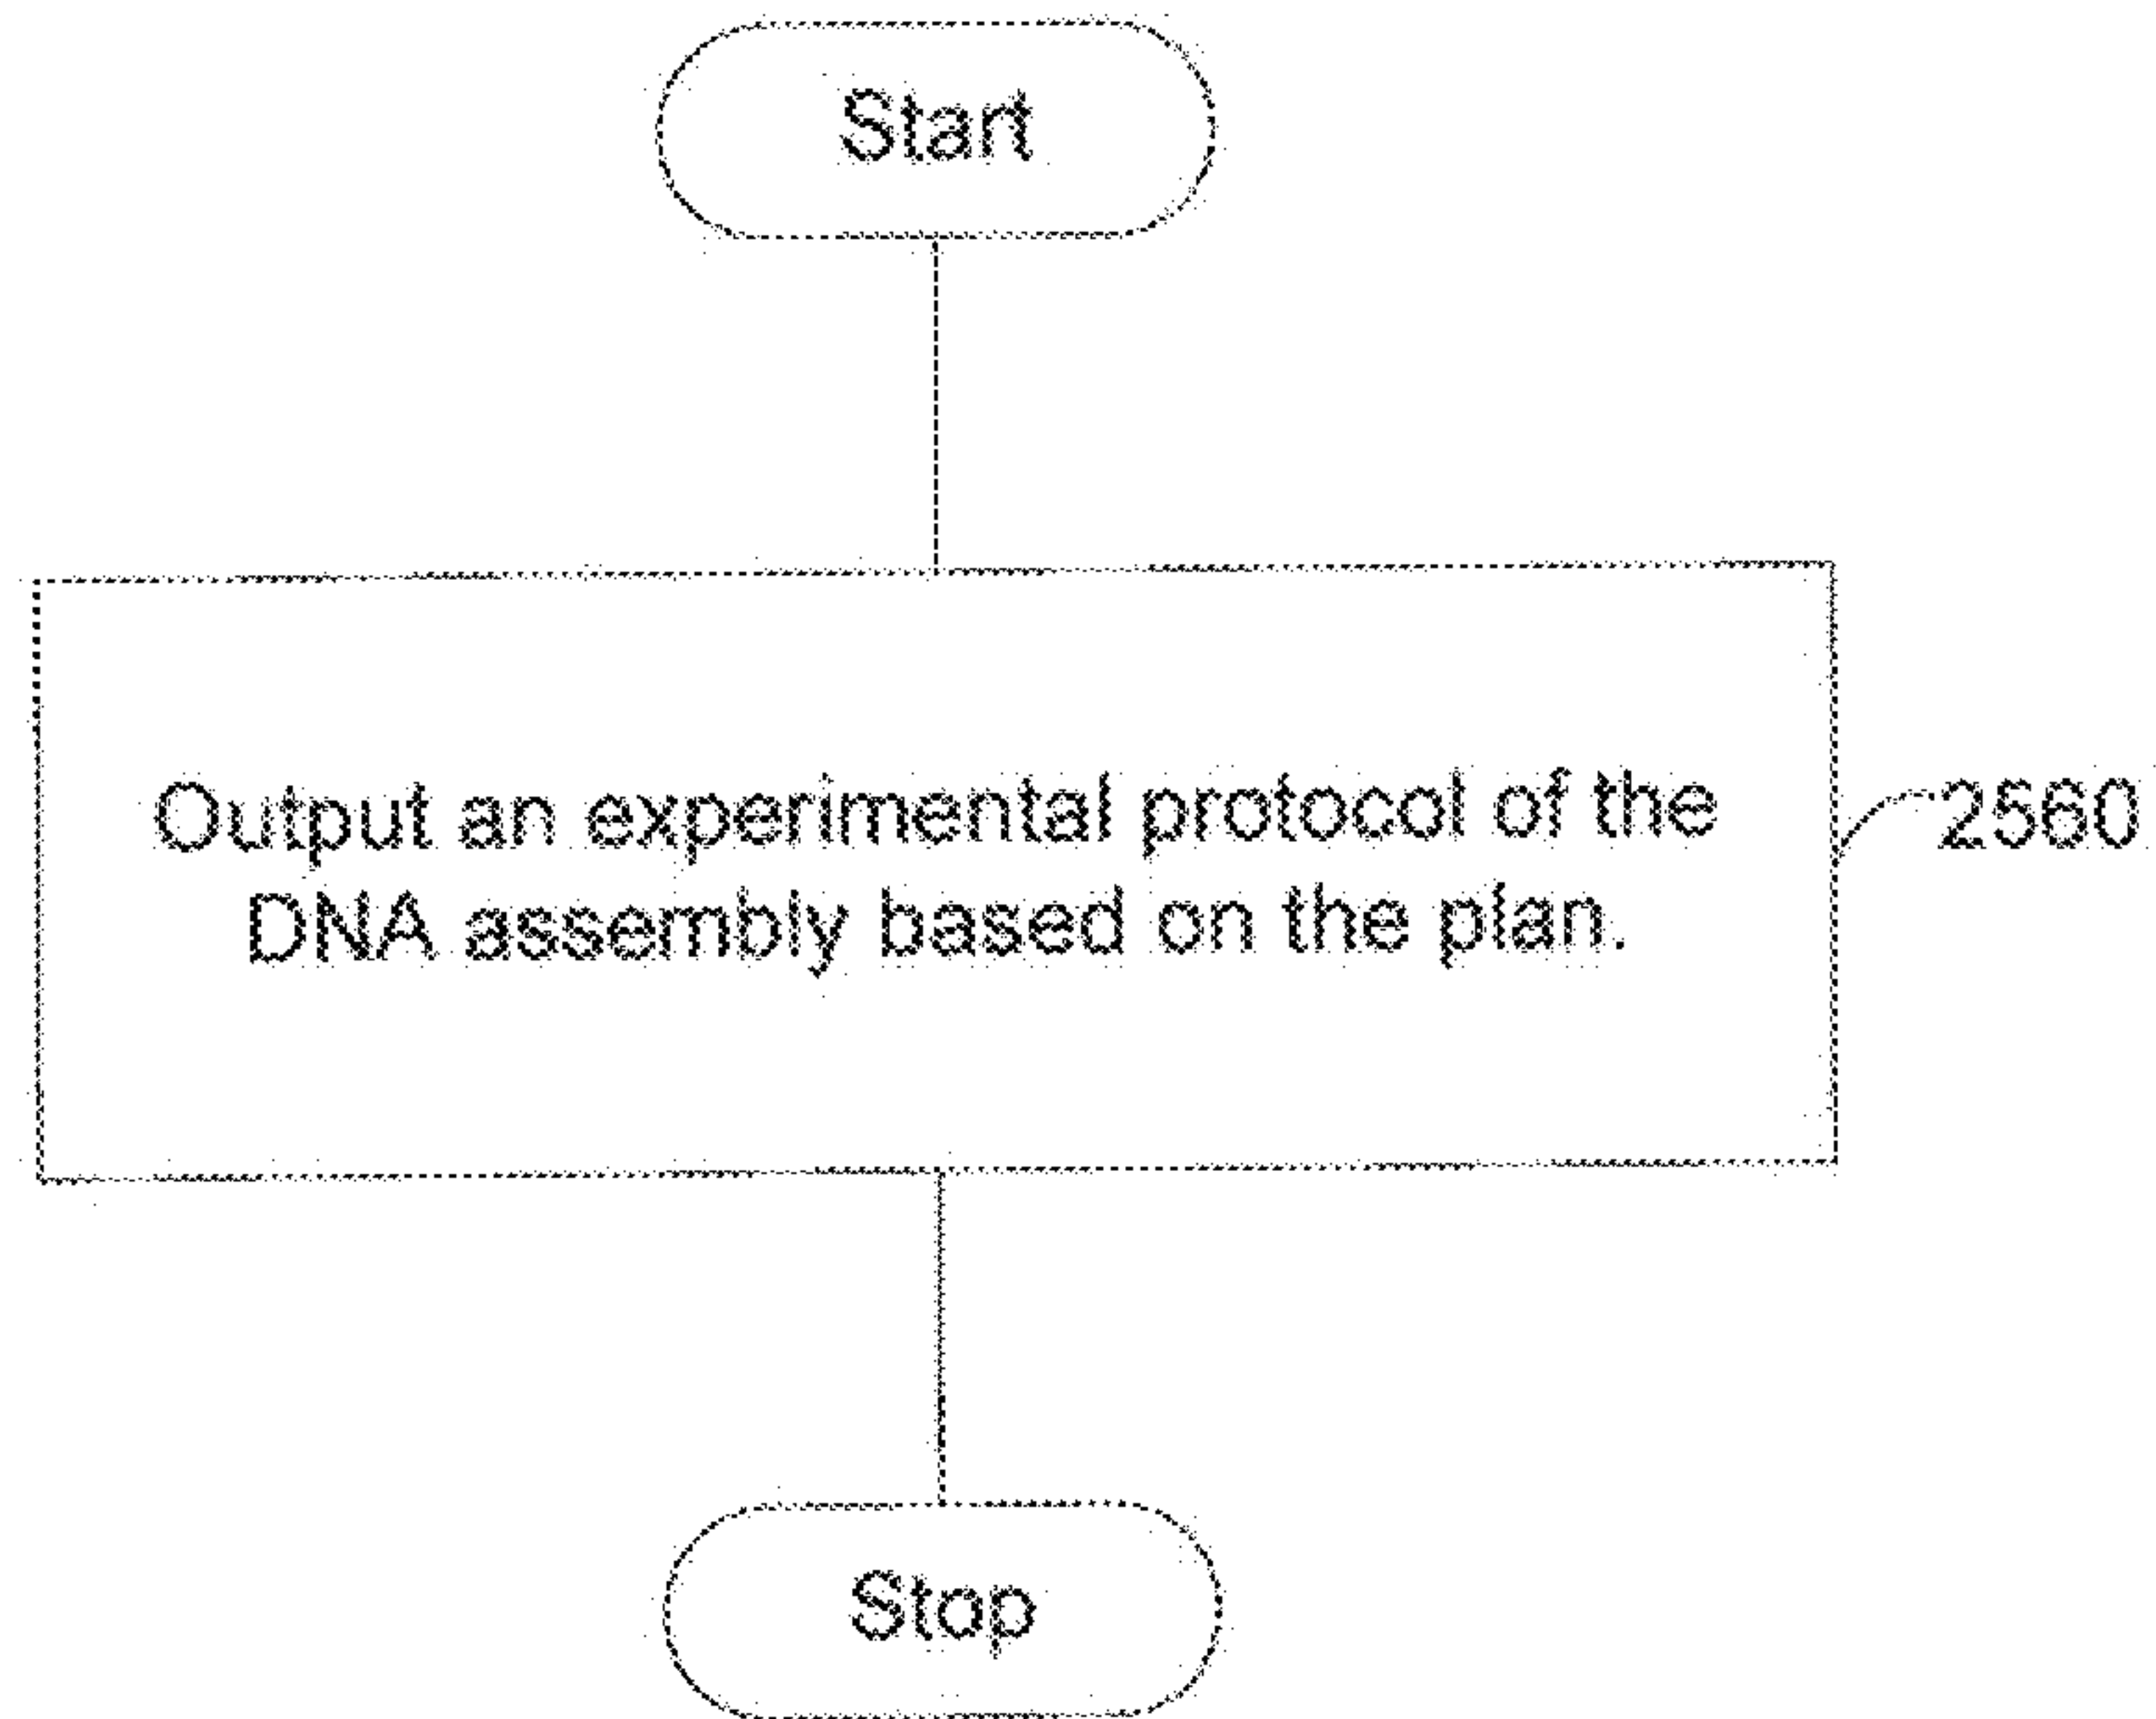 Start
Output an experimental protocol of the
DNA assembly based on the plan.
2560
Stop